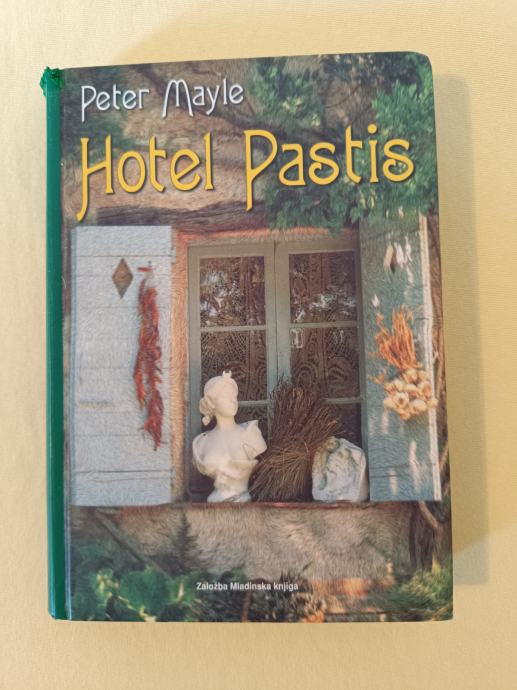 Peter Mayle
Hotel Pastis
Založba Mladinska knjiga